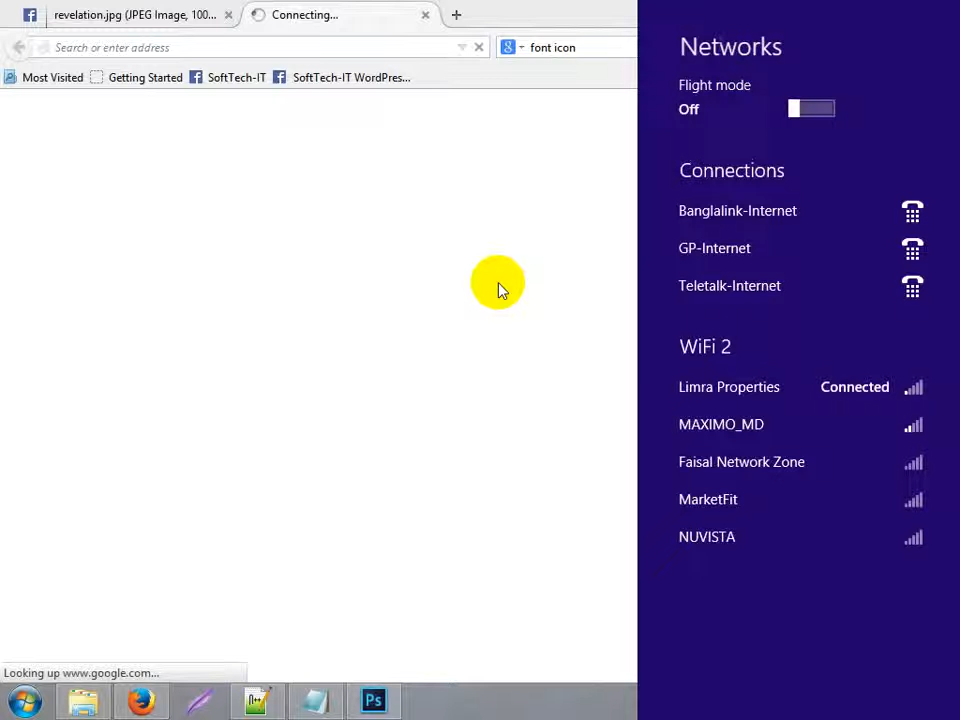 revelation.jpg (JPEG Image, 100...
Connecting...
Search or enter address
font icon
Most Visited
Getting Started
SoftTech-IT
SoftTech-IT WordPres...
Networks
Flight mode
Off
Connections
Banglalink-Internet
GP-Internet
Teletalk-Internet
WiFi 2
Limra Properties Connected
MAXIMO_MD
Faisal Network Zone
MarketFit
NUVISTA
Looking up www.google.com...
Ps